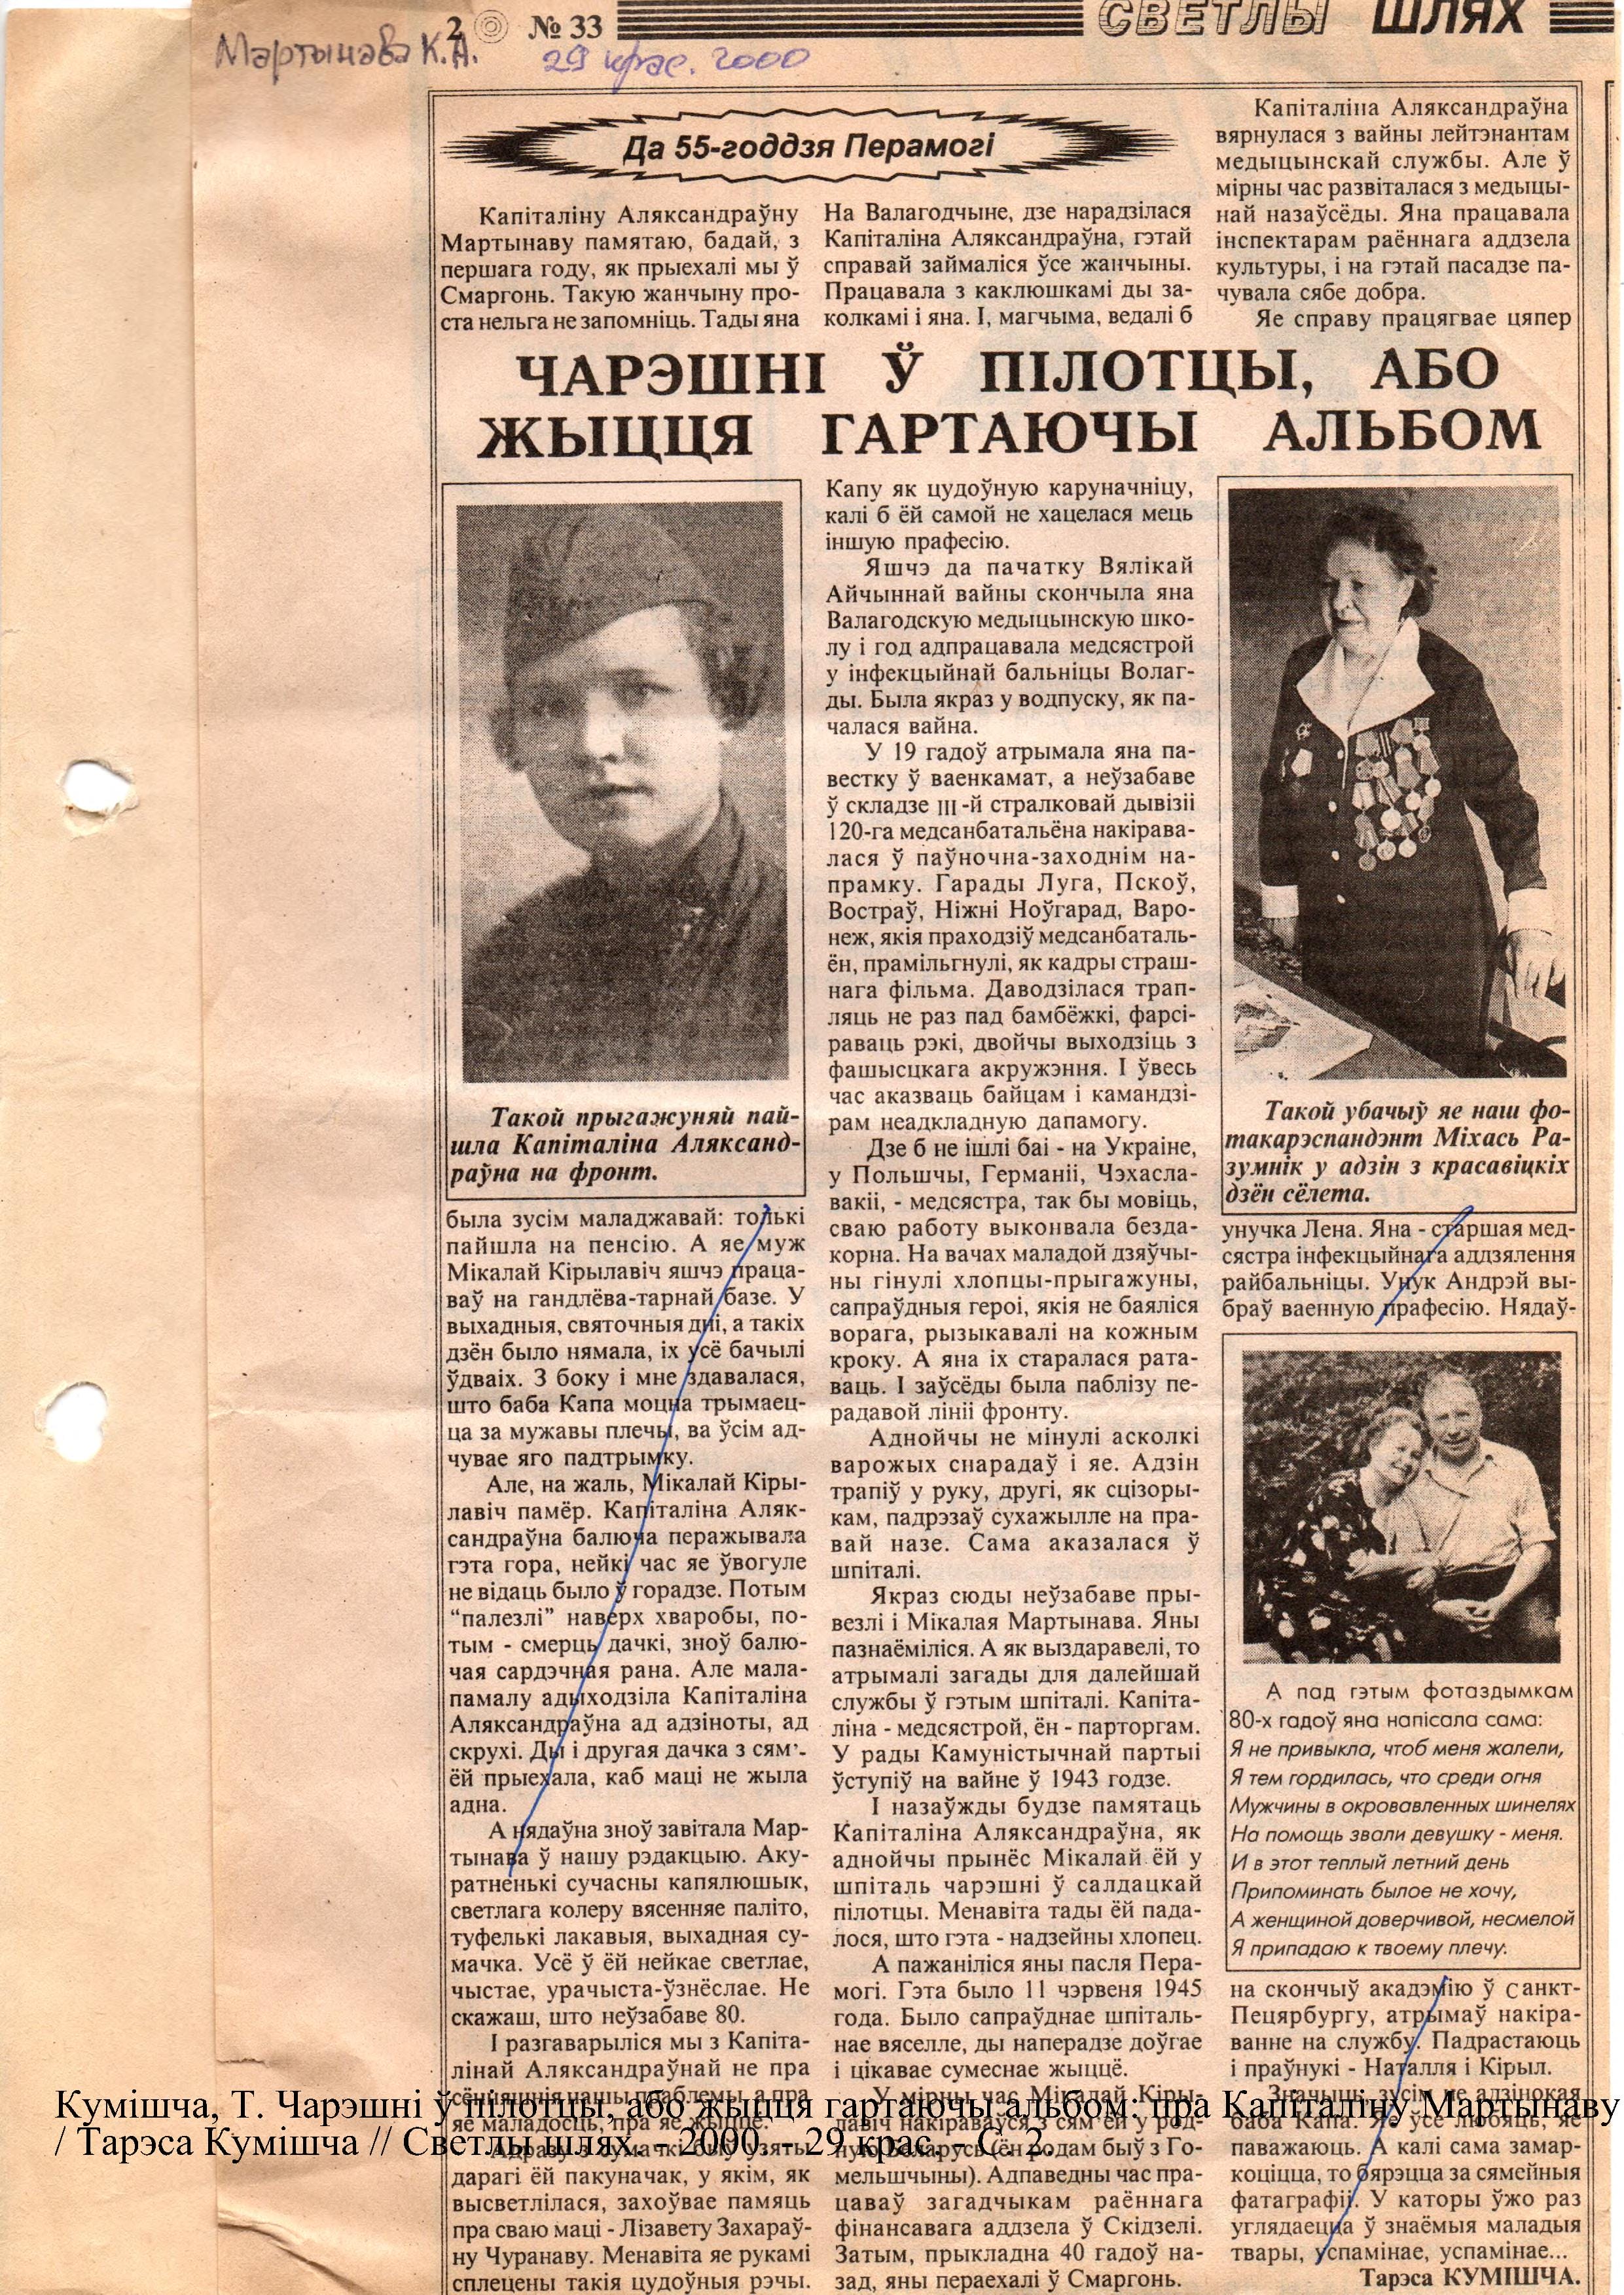 2 № 33
СВЕТЛЫ ШЛЯХ
Мартынава К.А.
29 крас. 2000
Да 55-годдзя Перамогі
Капіталіну Аляксандраўну
Мартынаву памятаю, бадай, з
першага году, як прыехалі мы ў
Смаргонь. Такую жанчыну про-
ста нельга не запомніць. Тады яна
На Валагодчыне, дзе нарадзілася
Капіталіна Аляксандраўна, гэтай
справай займаліся ўсе жанчыны.
Працавала з каклюшкамі ды за-
колкамі і яна. І, магчыма, ведалі б
Капіталіна Аляксандраўна
вярнулася з вайны лейтэнантам
медыцынскай службы. Але ў
мірны час развіталася з медыцы-
най назаўсёды. Яна працавала
інспектарам раённага аддзела
культуры, і на гэтай пасадзе па-
чувала сябе добра.
Яе справу працягвае цяпер
ЧАРЭШНІ Ў ПІЛОТЦЫ, АБО
ЖЫЦЦЯ ГАРТАЮЧЫ АЛЬБОМ
Такой прыгажуняй пай-
шла Капіталіна Аляксанд-
раўна на фронт.
была зусім маладжавай: толькі
пайшла на пенсію. А яе муж
Мікалай Кірылавіч яшчэ праца-
ваў на гандлёва-тарнай базе. У
выхадныя, святочныя дні, а такіх
дзён было нямала, іх усё бачылі
ўдваіх. З боку і мне здавалася,
што баба Капа моцна трымаец-
ца за мужавы плечы, ва ўсім ад-
чувае яго падтрымку.
Але, на жаль, Мікалай Кіры-
лавіч памёр. Капіталіна Аляк-
сандраўна балюча перажывала
гэта гора, нейкі час яе ўвогуле
не відаць было ў горадзе. Потым
“палезлі” наверх хваробы, по-
тым - смерць дачкі, зноў балю-
чая сардэчная рана. Але мала-
памалу адыходзіла Капіталіна
Аляксандраўна ад адзіноты, ад
скрухі. Ды і другая дачка з сям'-
ёй прыехала, каб маці не жыла
адна.
А нядаўна зноў завітала Мар-
тынава ў нашу рэдакцыю. Аку-
ратненькі сучасны капялюшык,
светлага колеру вясенняе паліто,
туфелькі лакавыя, выхадная су-
мачка. Усё ў ёй нейкае светлае,
чыстае, урачыста-ўзнёслае. Не
скажаш, што неўзабаве 80.
І разгаварыліся мы з Капіта-
лінай Аляксандраўнай не пра
сённяшнія нашы праблемы, а пра
яе маладосць, пра яе жыццё.
Адразу з сумачкі быў узяты
дарагі ёй пакуначак, у якім, як
высветлілася, захоўвае памяць
пра сваю маці - Лізавету Захараў-
ну Чуранаву. Менавіта яе рукамі
сплецены такія цудоўныя рэчы.
Капу як цудоўную каруначніцу,
калі б ёй самой не хацелася мець
іншую прафесію.
Яшчэ да пачатку Вялікай
Айчыннай вайны скончыла яна
Валагодскую медыцынскую шко-
лу і год адпрацавала медсястрой
у інфекцыйнай бальніцы Волаг-
ды. Была якраз у водпуску, як па-
чалася вайна.
У 19 гадоў атрымала яна па-
вестку ў ваенкамат, а неўзабаве
ў складзе ІІІ-й стралковай дывізіі
120-га медсанбатальёна накірава-
лася ў паўночна-заходнім на-
прамку. Гарады Луга, Пскоў,
Востраў, Ніжні Ноўгарад, Варо-
неж, якія праходзіў медсанбаталь-
ён, прамільгнулі, як кадры страш-
нага фільма. Даводзілася трап-
ляць не раз пад бамбёжкі, фарсі-
раваць рэкі, двойчы выходзіць з
фашысцкага акружэння. І ўвесь
час аказваць байцам і камандзі-
рам неадкладную дапамогу.
Дзе б не ішлі баі - на Украіне,
у Польшчы, Германіі, Чэхасла-
вакіі, - медсястра, так бы мовіць,
сваю работу выконвала безда-
корна. На вачах маладой дзяўчы-
ны гінулі хлопцы-прыгажуны,
сапраўдныя героі, якія не баяліся
ворага, рызыкавалі на кожным
кроку. А яна іх старалася рата-
ваць. І заўсёды была паблізу пе-
радавой лініі фронту.
Аднойчы не мінулі асколкі
варожых снарадаў і яе. Адзін
трапіў у руку, другі, як сцізоры-
кам, падрэзаў сухажылле на пра-
вай назе. Сама аказалася ў
шпіталі.
Якраз сюды неўзабаве пры-
везлі і Мікалая Мартынава. Яны
пазнаёміліся. А як выздаравелі, то
атрымалі загады для далейшай
службы ў гэтым шпіталі. Капіта-
ліна - медсястрой, ён - парторгам.
У рады Камуністычнай партыі
ўступіў на вайне ў 1943 годзе.
І назаўжды будзе памятаць
Капіталіна Аляксандраўна, як
аднойчы прынёс Мікалай ёй у
шпіталь чарэшні ў салдацкай
пілотцы. Менавіта тады ёй пада-
лося, што гэта - надзейны хлопец.
А пажаніліся яны пасля Пера-
могі. Гэта было 11 чэрвеня 1945
года. Было сапраўднае шпіталь-
нае вяселле, ды наперадзе доўгае
і цікавае сумеснае жыццё.
У мірны час Мікалай Кіры-
лавіч накіраваўся з сям'ёй у род-
ную Беларусь (ён родам быў з Го-
мельшчыны). Адпаведны час пра-
цаваў загадчыкам раённага
фінансавага аддзела ў Скідзелі.
Затым, прыкладна 40 гадоў на-
зад, яны пераехалі ў Смаргонь.
Такой убачыў яе наш фо-
такарэспандэнт Міхась Ра-
зумнік у адзін з красавіцкіх
дзён сёлета.
унучка Лена. Яна - старшая мед-
сястра інфекцыйнага аддзялення
райбальніцы. Унук Андрэй вы-
браў ваенную прафесію. Нядаў-
А пад гэтым фотаздымкам
80-х гадоў яна напісала сама:
Я не привыкла, чтоб меня жалели,
Я тем гордилась, что среди огня
Мужчины в окровавленных шинелях
На помощь звали девушку - меня.
И в этот теплый летний день
Припоминать былое не хочу,
А женщиной доверчивой, несмелой
Я припадаю к твоему плечу.
на скончыў акадэмію ў Санкт-
Пецярбургу, атрымаў накіра-
ванне на службу. Падрастаюць
і праўнукі - Наталля і Кірыл.
Значыць, зусім не адзінокая
баба Капа. Яе ўсе любяць, яе
паважаюць. А калі сама замар-
коціцца, то бярэцца за сямейныя
фатаграфіі. У каторы ўжо раз
углядаецца ў знаёмыя маладыя
твары, успамінае, успамінае...
Тарэса КУМІШЧА.
Кумішча, Т. Чарэшні ў пілотцы, або жыцця гартаючы альбом: пра Капіталіну Мартынаву
/ Тарэса Кумішча // Светлы шлях. – 2000. - 29 крас. – С. 2.